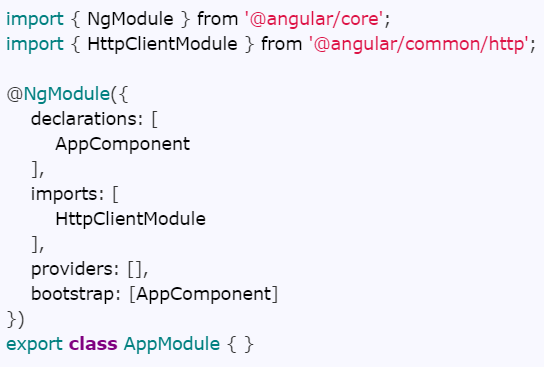 import { NgModule } from '@angular/core';
import { HttpClientModule } from '@angular/common/http';

@NgModule({
    declarations: [
        AppComponent
    ],
    imports: [
        HttpClientModule
    ],
    providers: [],
    bootstrap: [AppComponent]
})
export class AppModule { }